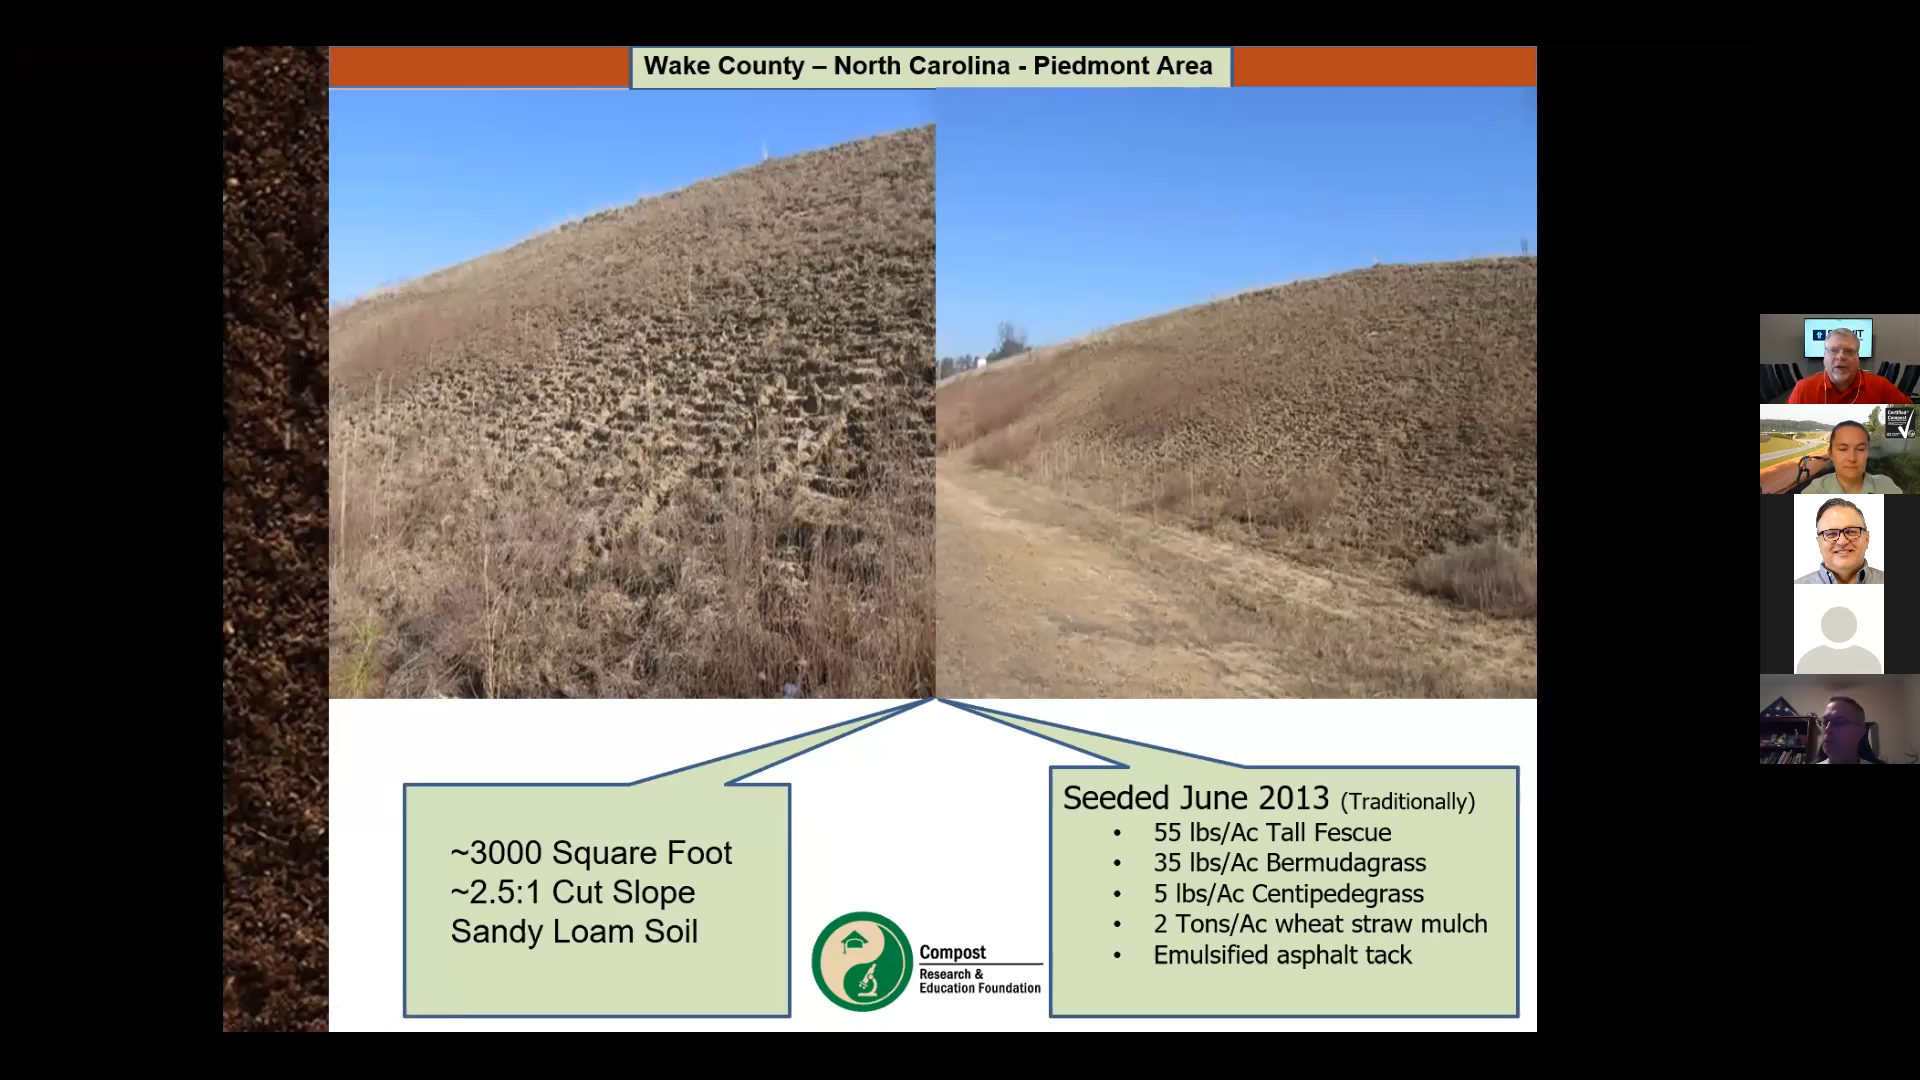 Wake County – North Carolina - Piedmont Area
~3000 Square Foot
~2.5:1 Cut Slope
Sandy Loam Soil
Compost
Research &
Education Foundation
Seeded June 2013 (Traditionally)
• 55 lbs/Ac Tall Fescue
• 35 lbs/Ac Bermudagrass
• 5 lbs/Ac Centipedegrass
• 2 Tons/Ac wheat straw mulch
• Emulsified asphalt tack
Certified
Compost